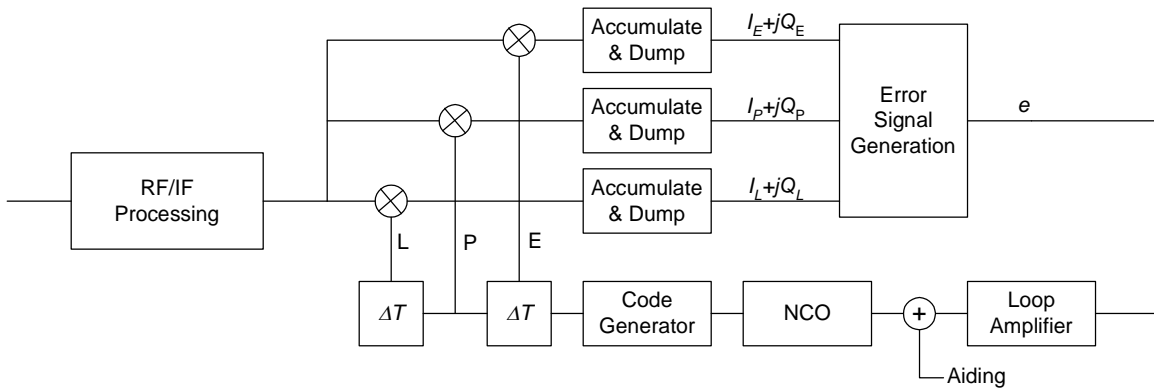 Accumulate
& Dump
I_E+jQ_E
Accumulate
& Dump
I_P+jQ_P
Error
Signal
Generation
e
RF/IF
Processing
Accumulate
& Dump
I_L+jQ_L
L
P
E
ΔT
ΔT
Code
Generator
NCO
+
Loop
Amplifier
Aiding